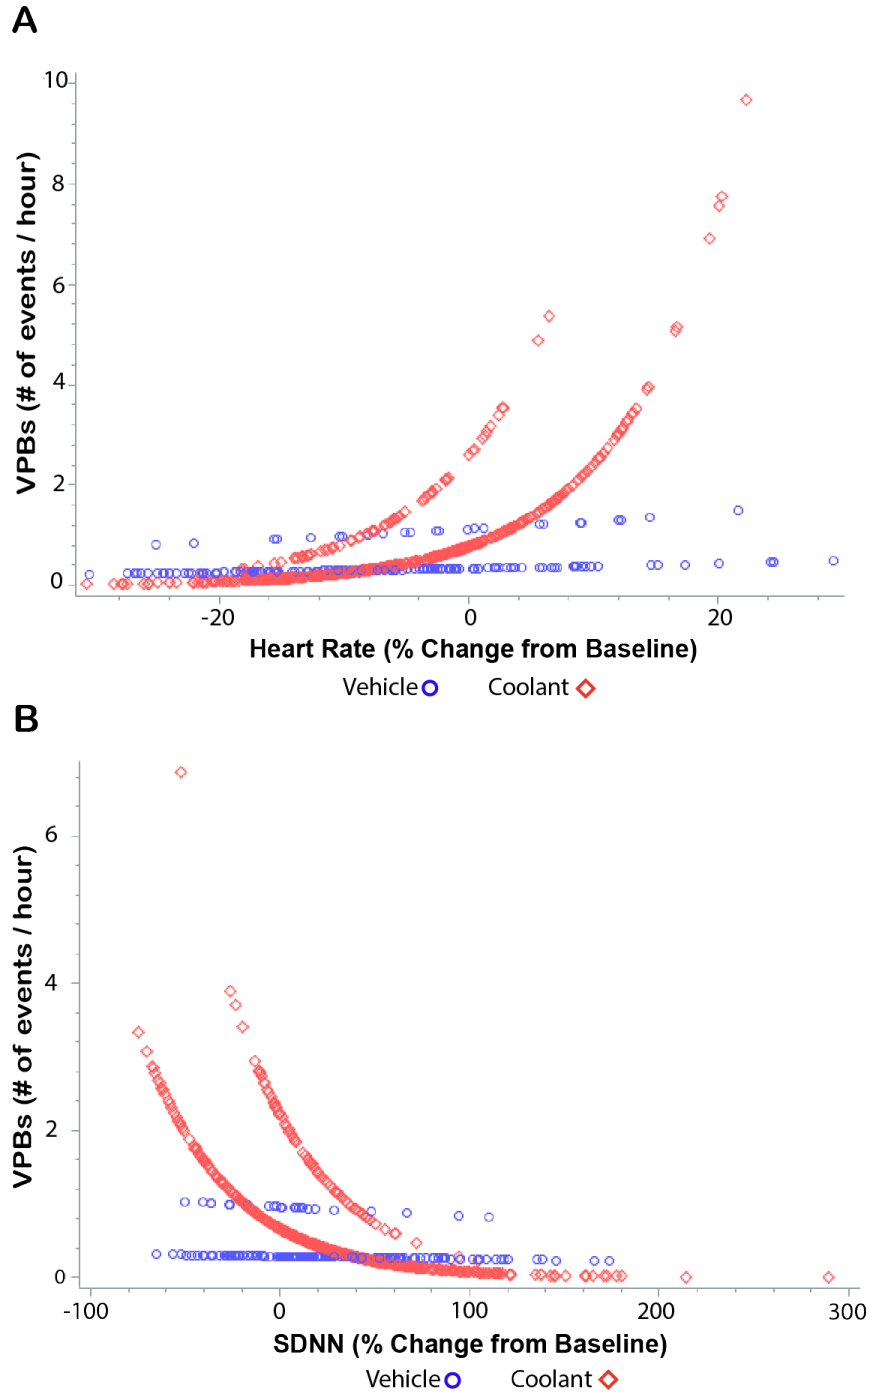 A
10
8
6
4
2
0
VPBs (# of events / hour)
-20 0 20
Heart Rate (% Change from Baseline)
Vehicle Coolant
B
6
4
2
0
VPBs (# of events / hour)
-100 0 100 200 300
SDNN (% Change from Baseline)
Vehicle Coolant